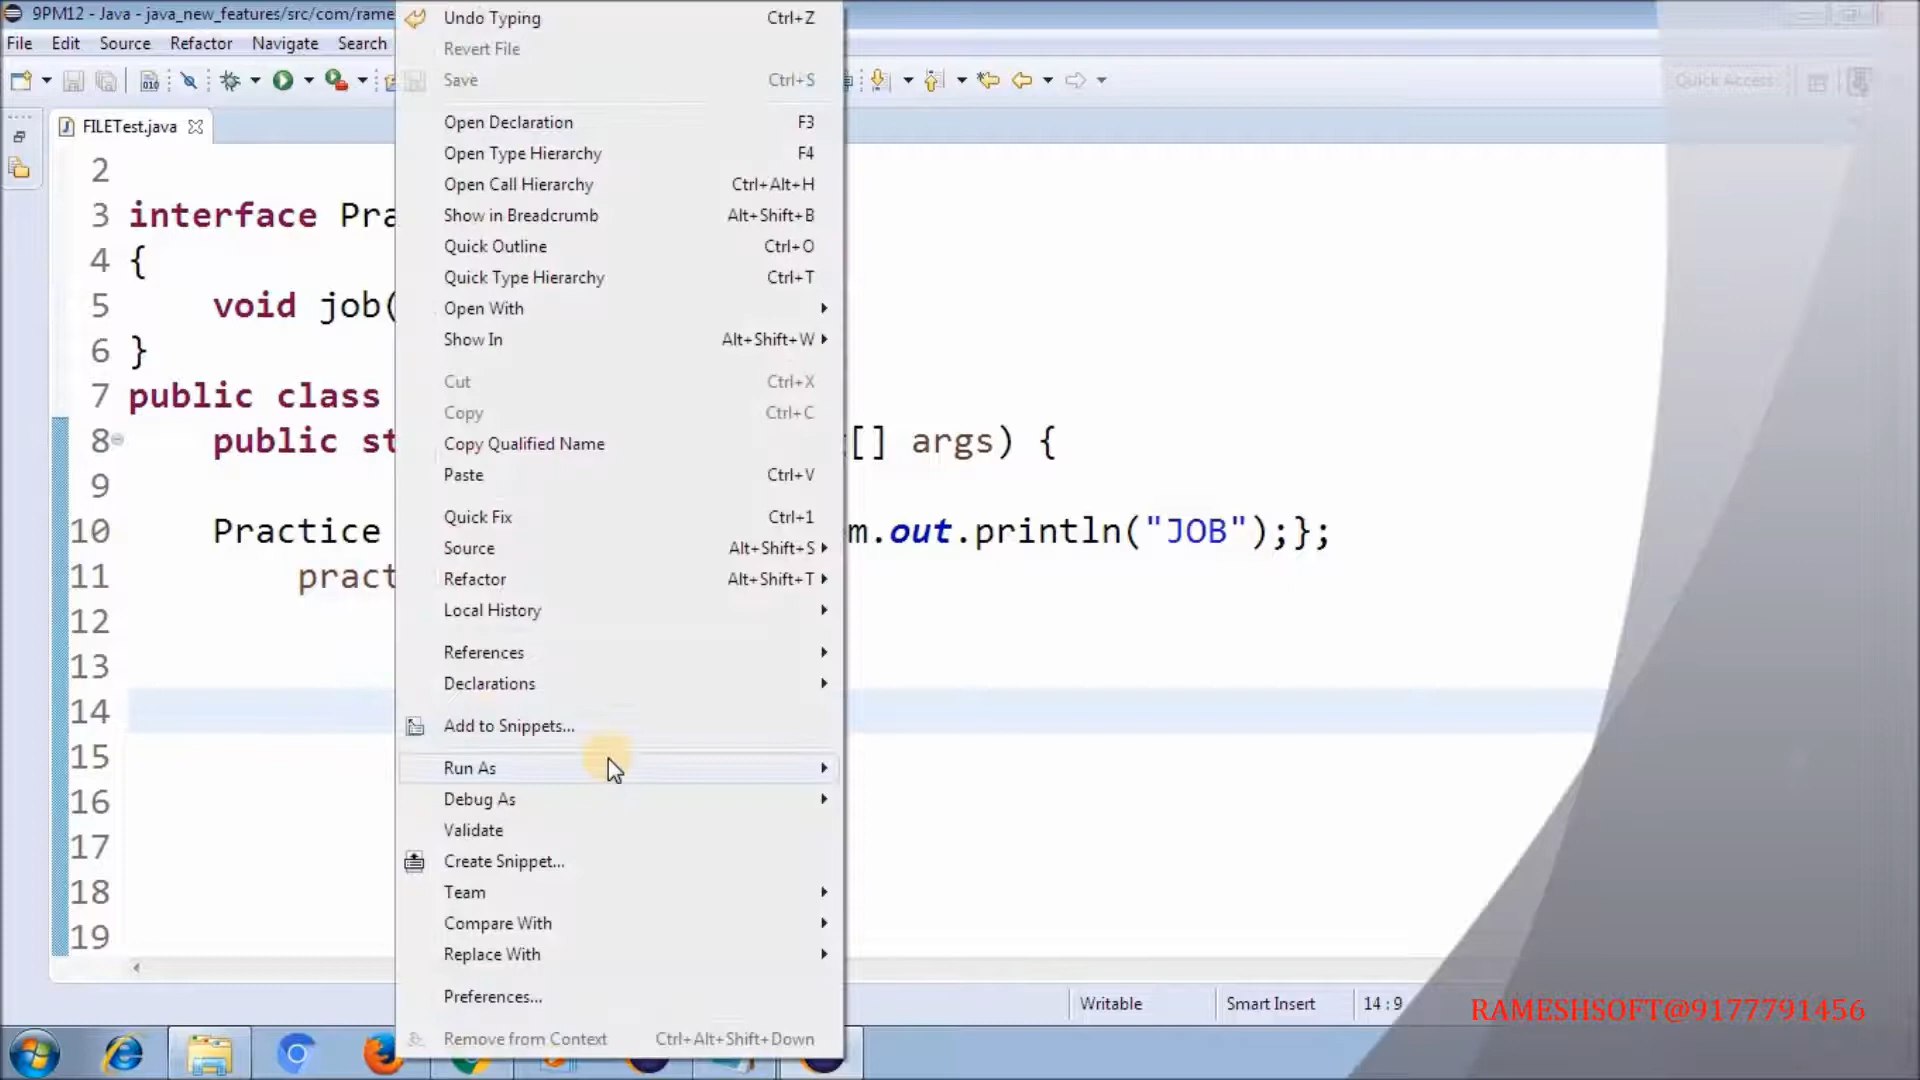 9PM12 - Java - java_new_features/src/com/rame
File Edit Source Refactor Navigate Search
Quick Access
FILETest.java
2
3 interface Pra
4 {
5 void job(
6 }
7 public class
8 public st [] args) {
9
10 Practice m.out.println("JOB");};
11 pract
12
13
14
15
16
17
18
19
Undo Typing Ctrl+Z
Revert File
Save Ctrl+S
Open Declaration F3
Open Type Hierarchy F4
Open Call Hierarchy Ctrl+Alt+H
Show in Breadcrumb Alt+Shift+B
Quick Outline Ctrl+O
Quick Type Hierarchy Ctrl+T
Open With
Show In Alt+Shift+W
Cut Ctrl+X
Copy Ctrl+C
Copy Qualified Name
Paste Ctrl+V
Quick Fix Ctrl+1
Source Alt+Shift+S
Refactor Alt+Shift+T
Local History
References
Declarations
Add to Snippets...
Run As
Debug As
Validate
Create Snippet...
Team
Compare With
Replace With
Preferences...
Remove from Context Ctrl+Alt+Shift+Down
Writable Smart Insert 14 : 9
RAMESHSOFT@9177791456